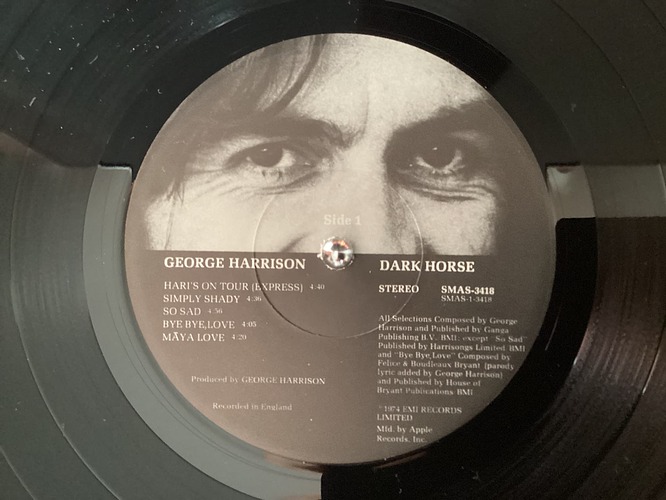 Side 1
GEORGE HARRISON
HARI'S ON TOUR (EXPRESS) 4:40
SIMPLY SHADY 4:36
SO SAD 4:56
BYE BYE, LOVE 4:05
MĀYA LOVE 4:20
Produced by GEORGE HARRISON
Recorded in England
DARK HORSE
STEREO SMAS-3418
SMAS-1-3418
All Selections Composed by George
Harrison and Published by Ganga
Publishing B.V. BMI; except "So Sad"
Published by Harrisongs Limited BMI
and "Bye Bye, Love" Composed by
Felice & Boudleaux Bryant (parody
lyric added by George Harrison)
and Published by House of
Bryant Publications BMI
℗ 1974 EMI RECORDS
LIMITED
Mfd. by Apple
Records, Inc.